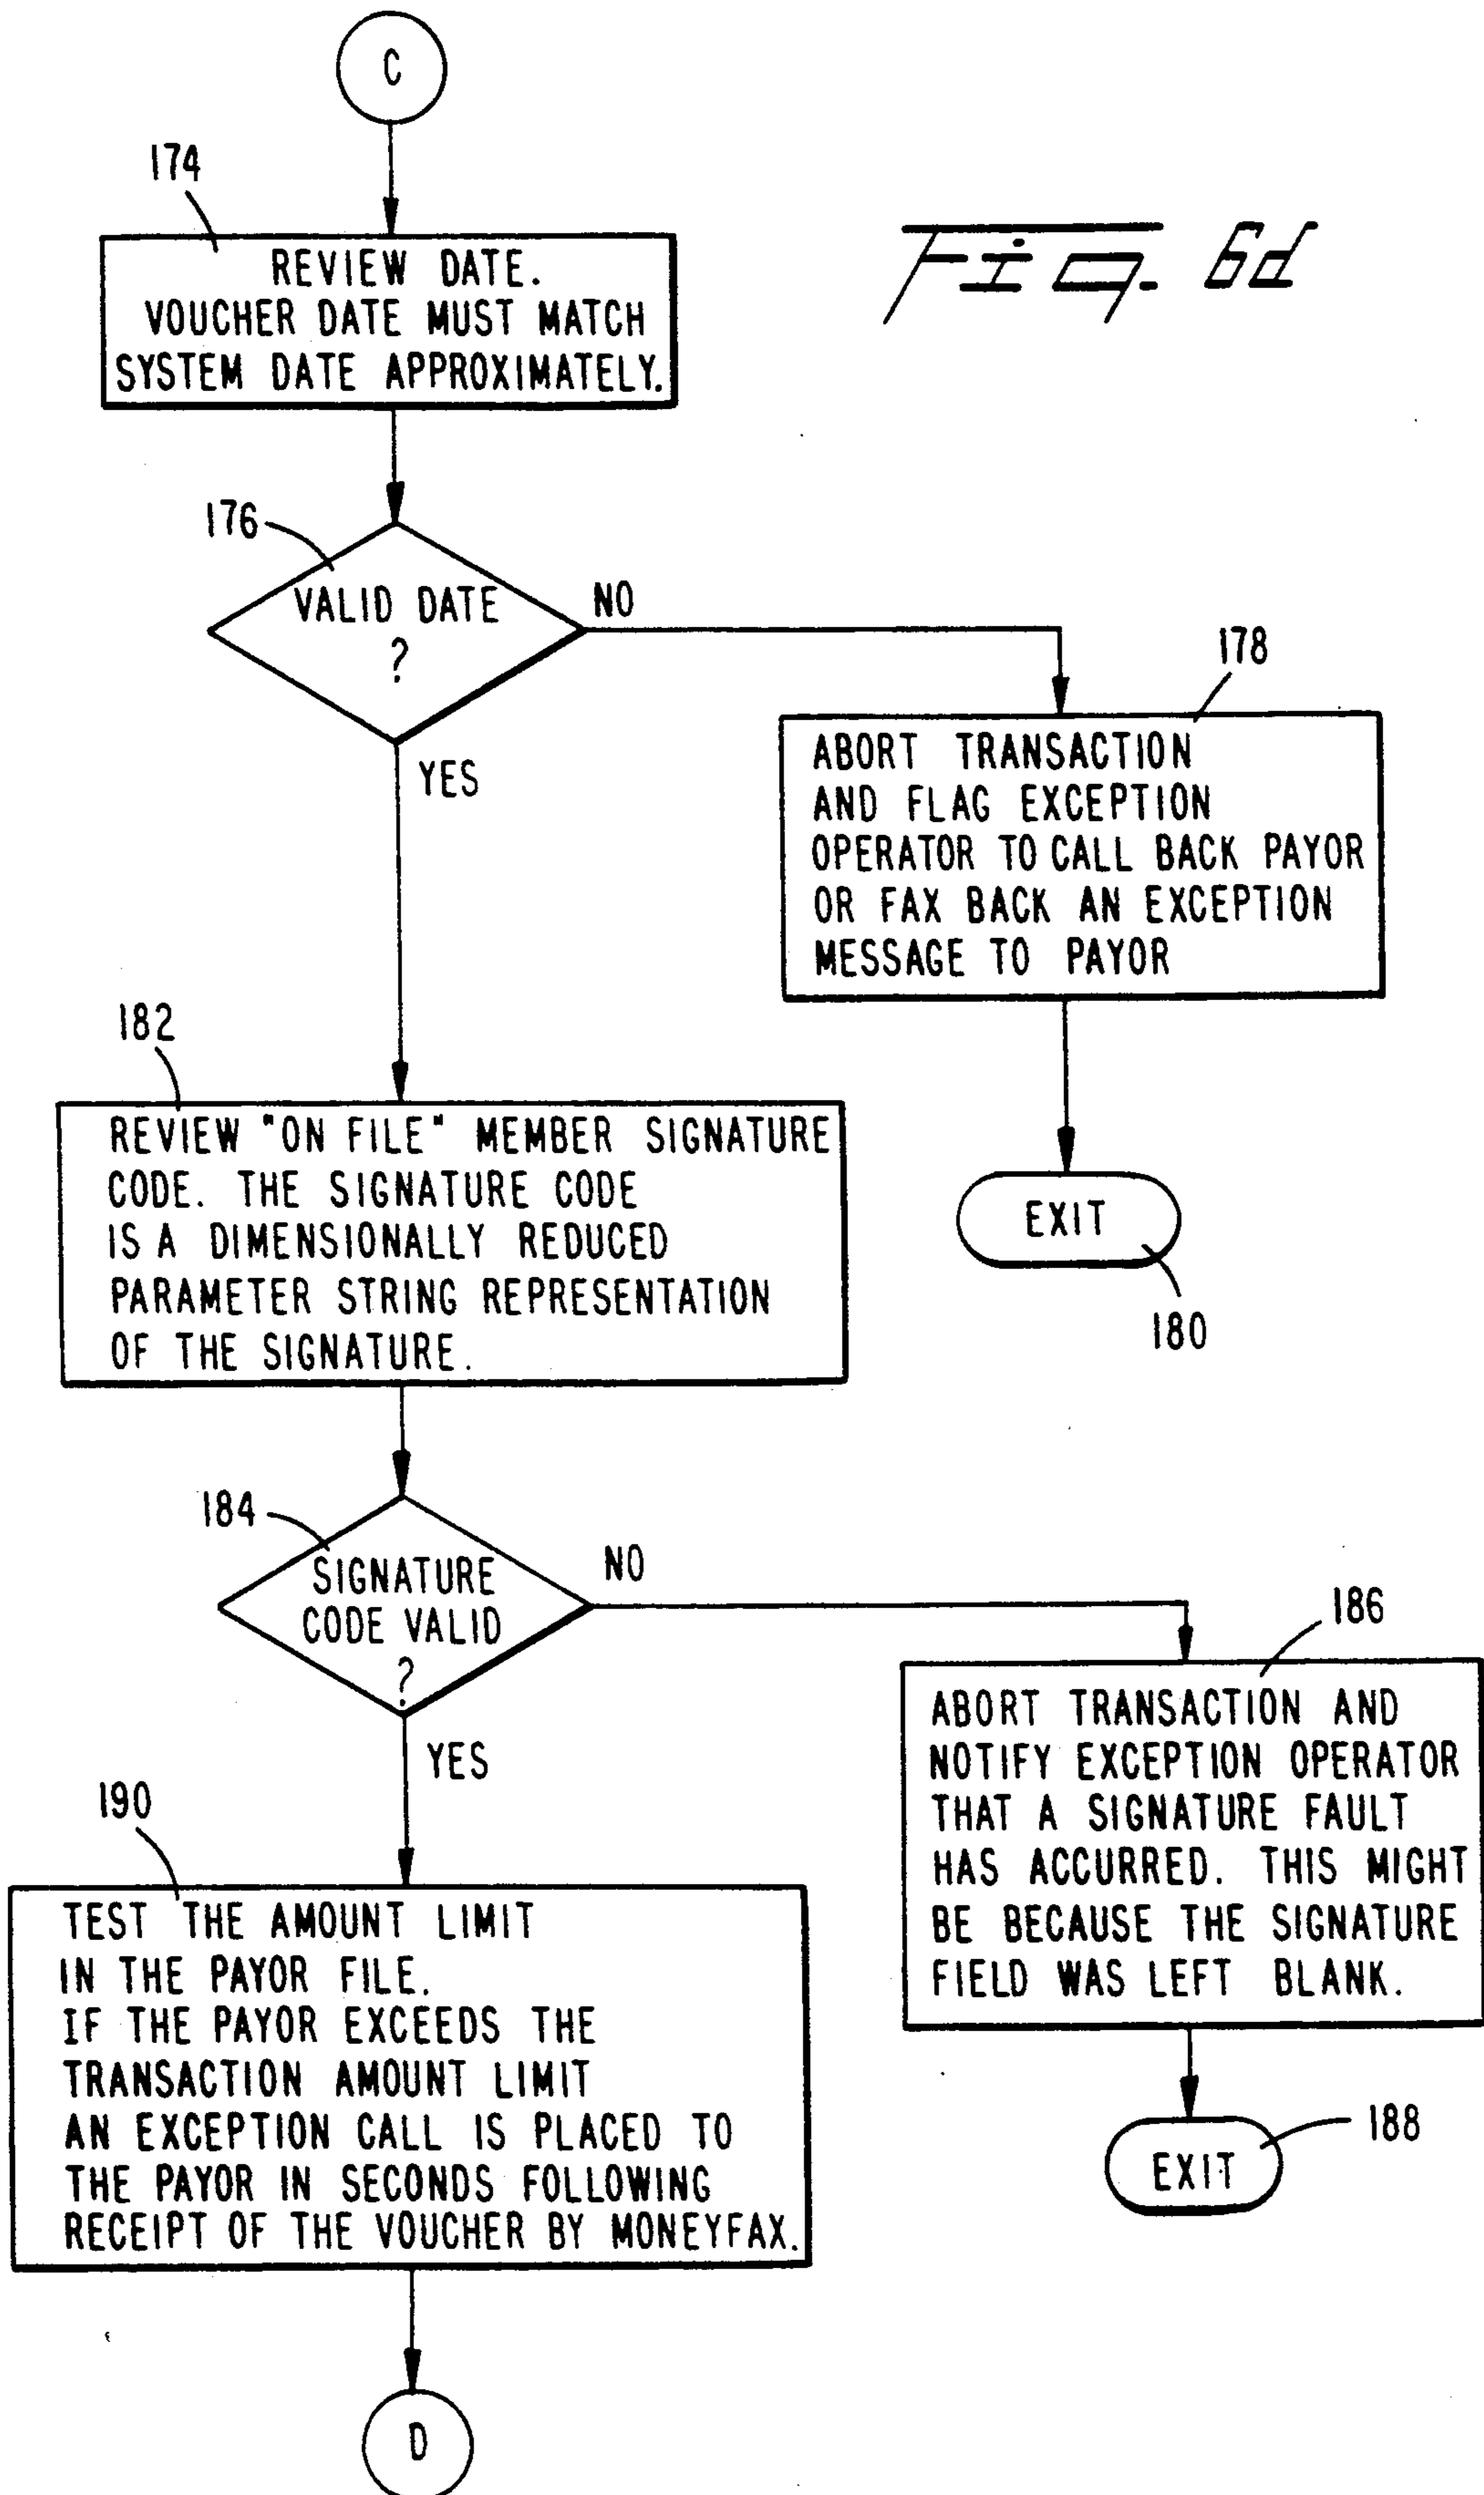 C
174
Fig. 6d
REVIEW DATE.
VOUCHER DATE MUST MATCH
SYSTEM DATE APPROXIMATELY.
176
VALID DATE
?
NO
YES
178
ABORT TRANSACTION
AND FLAG EXCEPTION
OPERATOR TO CALL BACK PAYOR
OR FAX BACK AN EXCEPTION
MESSAGE TO PAYOR
EXIT
180
182
REVIEW "ON FILE" MEMBER SIGNATURE
CODE. THE SIGNATURE CODE
IS A DIMENSIONALLY REDUCED
PARAMETER STRING REPRESENTATION
OF THE SIGNATURE.
184
SIGNATURE
CODE VALID
?
NO
YES
186
ABORT TRANSACTION AND
NOTIFY EXCEPTION OPERATOR
THAT A SIGNATURE FAULT
HAS ACCURRED. THIS MIGHT
BE BECAUSE THE SIGNATURE
FIELD WAS LEFT BLANK.
EXIT
188
190
TEST THE AMOUNT LIMIT
IN THE PAYOR FILE.
IF THE PAYOR EXCEEDS THE
TRANSACTION AMOUNT LIMIT
AN EXCEPTION CALL IS PLACED TO
THE PAYOR IN SECONDS FOLLOWING
RECEIPT OF THE VOUCHER BY MONEYFAX.
D